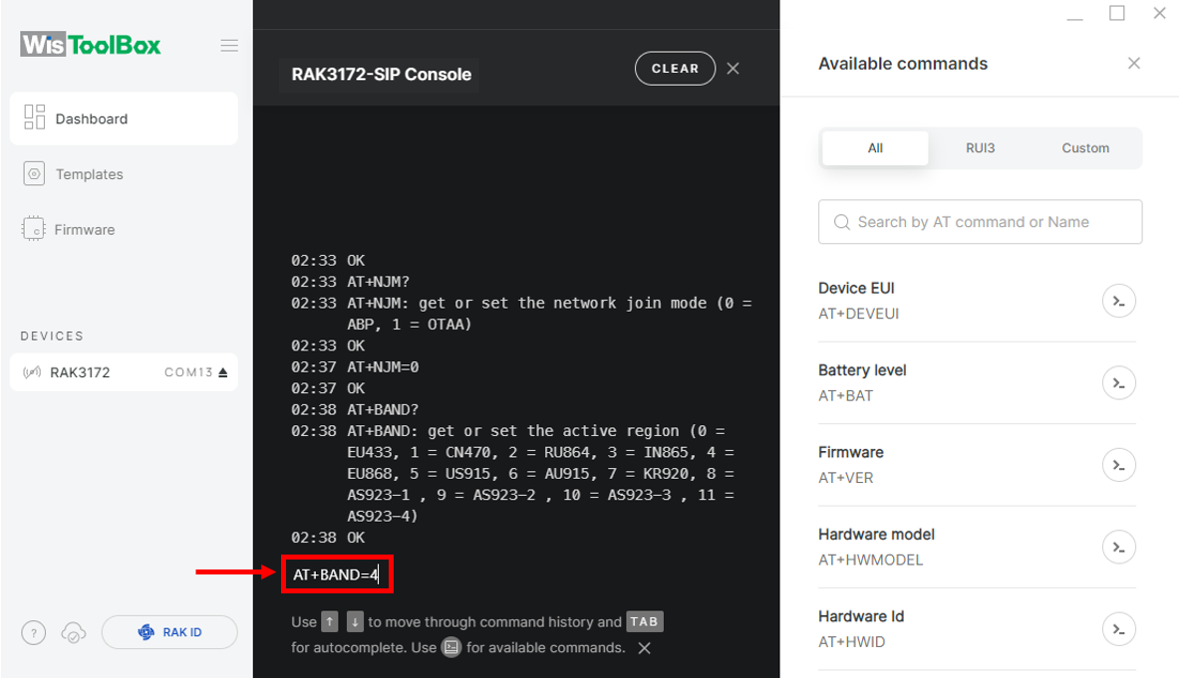 WisToolBox
Dashboard
Templates
Firmware
DEVICES
RAK3172 COM13
RAK ID
?
RAK3172-SIP Console
CLEAR
02:33 OK
02:33 AT+NJM?
02:33 AT+NJM: get or set the network join mode (0 =
ABP, 1 = OTAA)
02:33 OK
02:37 AT+NJM=0
02:37 OK
02:38 AT+BAND?
02:38 AT+BAND: get or set the active region (0 =
EU433, 1 = CN470, 2 = RU864, 3 = IN865, 4 =
EU868, 5 = US915, 6 = AU915, 7 = KR920, 8 =
AS923-1 , 9 = AS923-2 , 10 = AS923-3 , 11 =
AS923-4)
02:38 OK
AT+BAND=4
Use ↑ ↓ to move through command history and TAB
for autocomplete. Use for available commands.
Available commands
All RUI3 Custom
Search by AT command or Name
Device EUI
AT+DEVEUI
Battery level
AT+BAT
Firmware
AT+VER
Hardware model
AT+HWMODEL
Hardware Id
AT+HWID